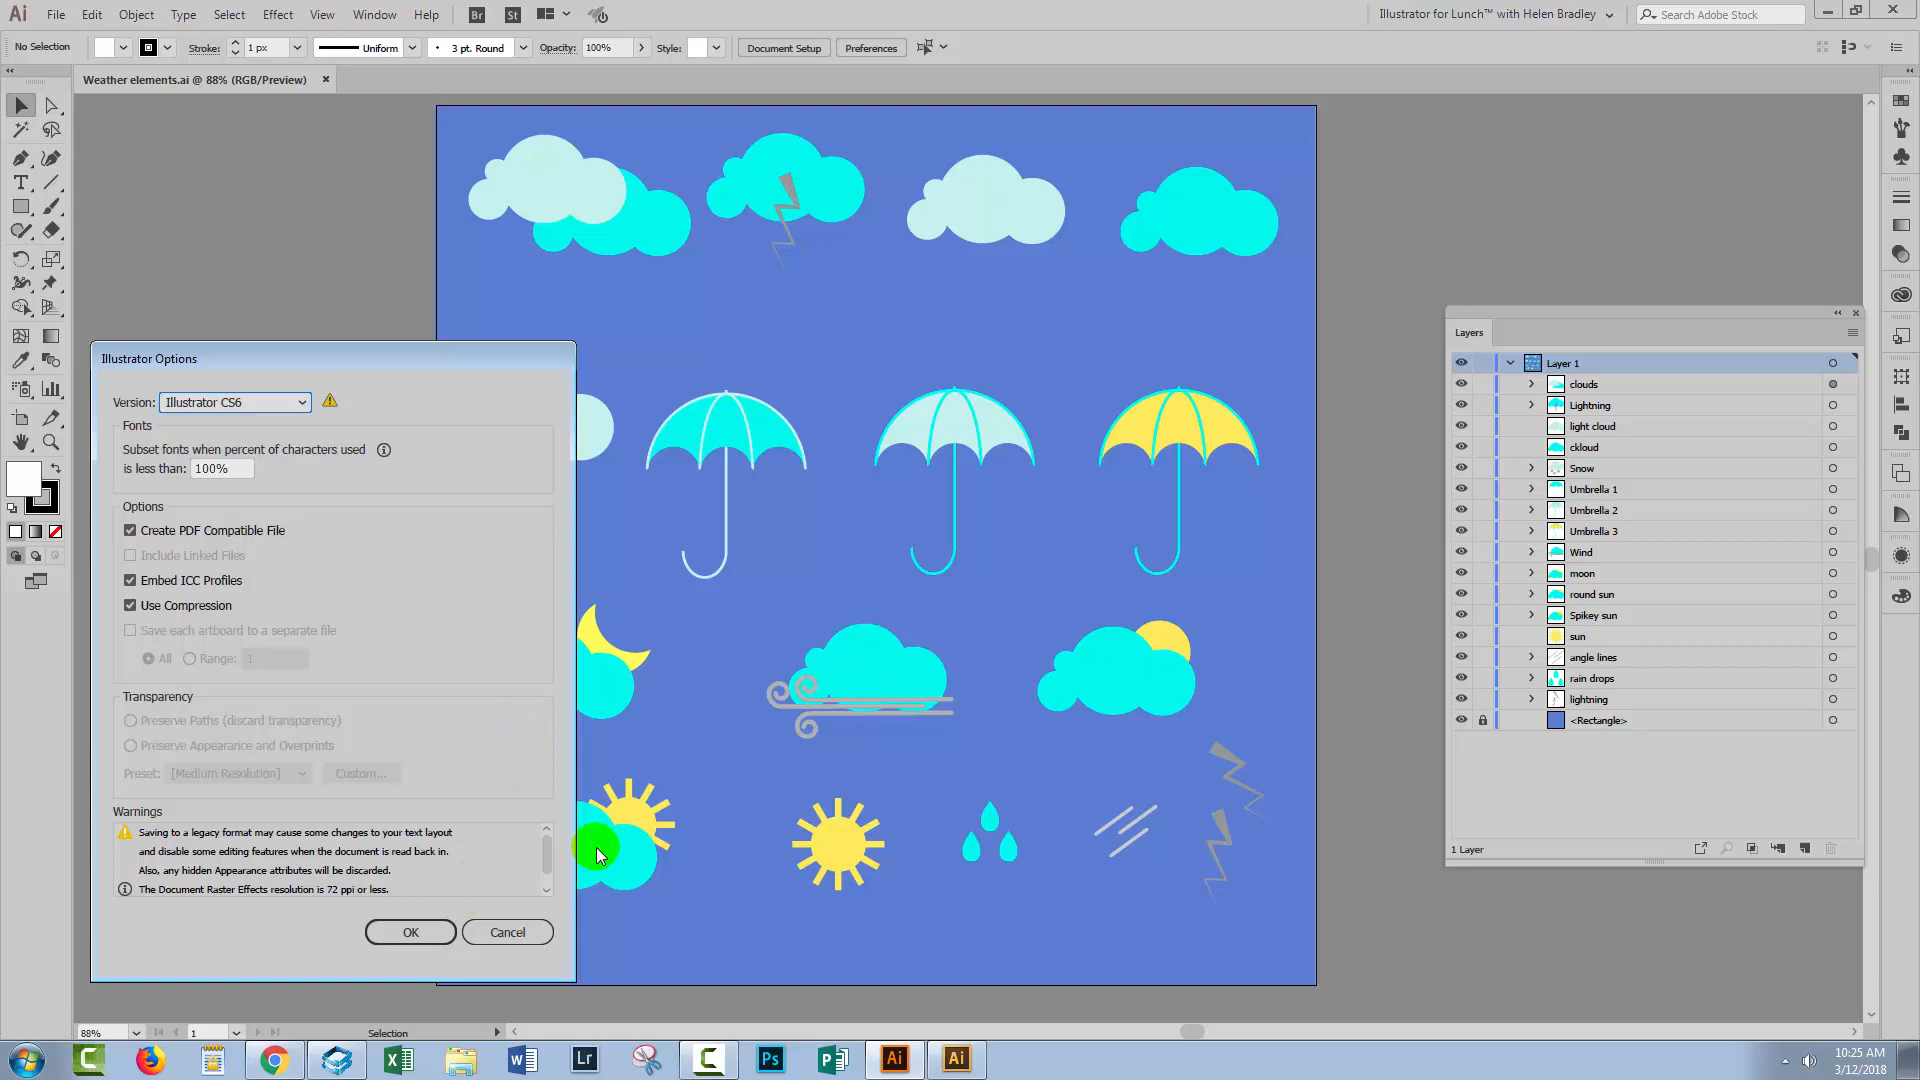 Ai File Edit Object Type Select Effect View Window Help Br St Illustrator for Lunch™ with Helen Bradley Search Adobe Stock
No Selection Stroke: 1 px Uniform 3 pt. Round Opacity: 100% Style: Document Setup Preferences
Weather elements.ai @ 88% (RGB/Preview)
Layers
Layer 1
clouds
Lightning
light cloud
ckloud
Snow
Umbrella 1
Umbrella 2
Umbrella 3
Wind
moon
round sun
Spikey sun
sun
angle lines
rain drops
lightning
<Rectangle>
1 Layer
Illustrator Options
Version: Illustrator CS6
Fonts
Subset fonts when percent of characters used
is less than: 100%
Options
Create PDF Compatible File
Include Linked Files
Embed ICC Profiles
Use Compression
Save each artboard to a separate file
All Range: 1
Transparency
Preserve Paths (discard transparency)
Preserve Appearance and Overprints
Preset: [Medium Resolution] Custom...
Warnings
Saving to a legacy format may cause some changes to your text layout
and disable some editing features when the document is read back in.
Also, any hidden Appearance attributes will be discarded.
The Document Raster Effects resolution is 72 ppi or less.
OK Cancel
88% 1 Selection
Lr Ps Ai Ai
10:25 AM
3/12/2018